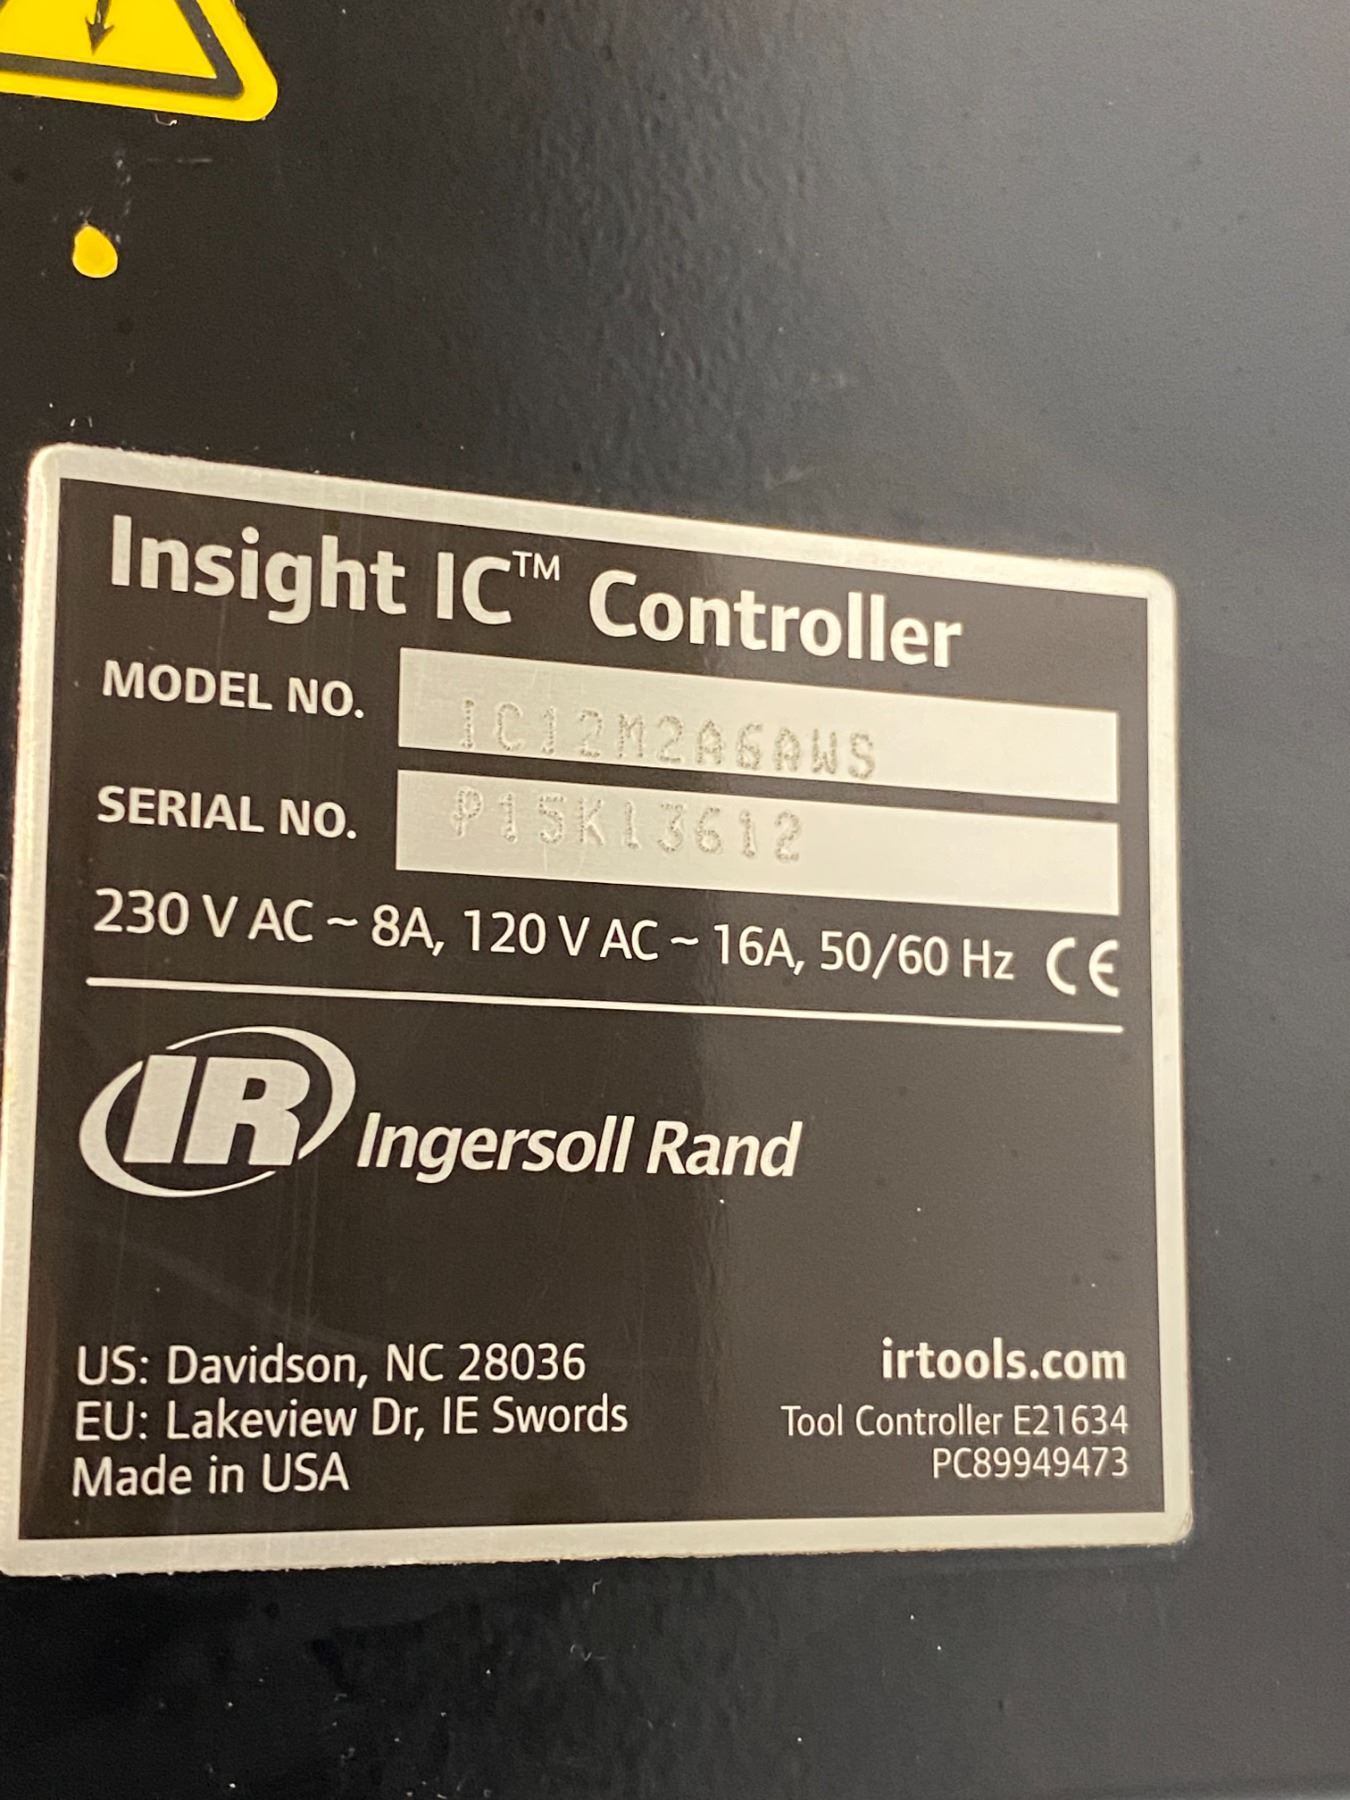 Insight IC™ Controller
MODEL NO. IC12M2A6AWS
SERIAL NO. P15K13612
230 V AC ~ 8A, 120 V AC ~ 16A, 50/60 Hz CE
IR Ingersoll Rand
US: Davidson, NC 28036
EU: Lakeview Dr, IE Swords
Made in USA
irtools.com
Tool Controller E21634
PC89949473